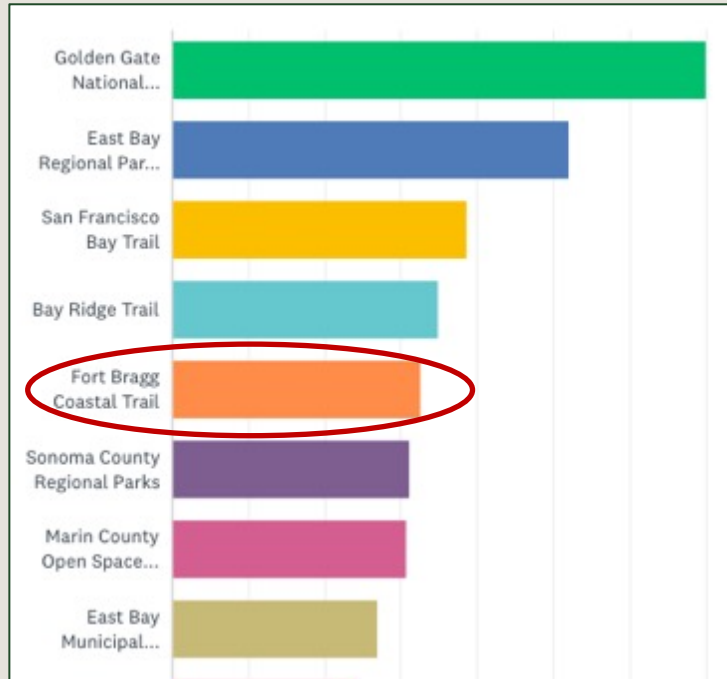 Golden Gate
National...
East Bay
Regional Par...
San Francisco
Bay Trail
Bay Ridge Trail
Fort Bragg
Coastal Trail
Sonoma County
Regional Parks
Marin County
Open Space...
East Bay
Municipal...